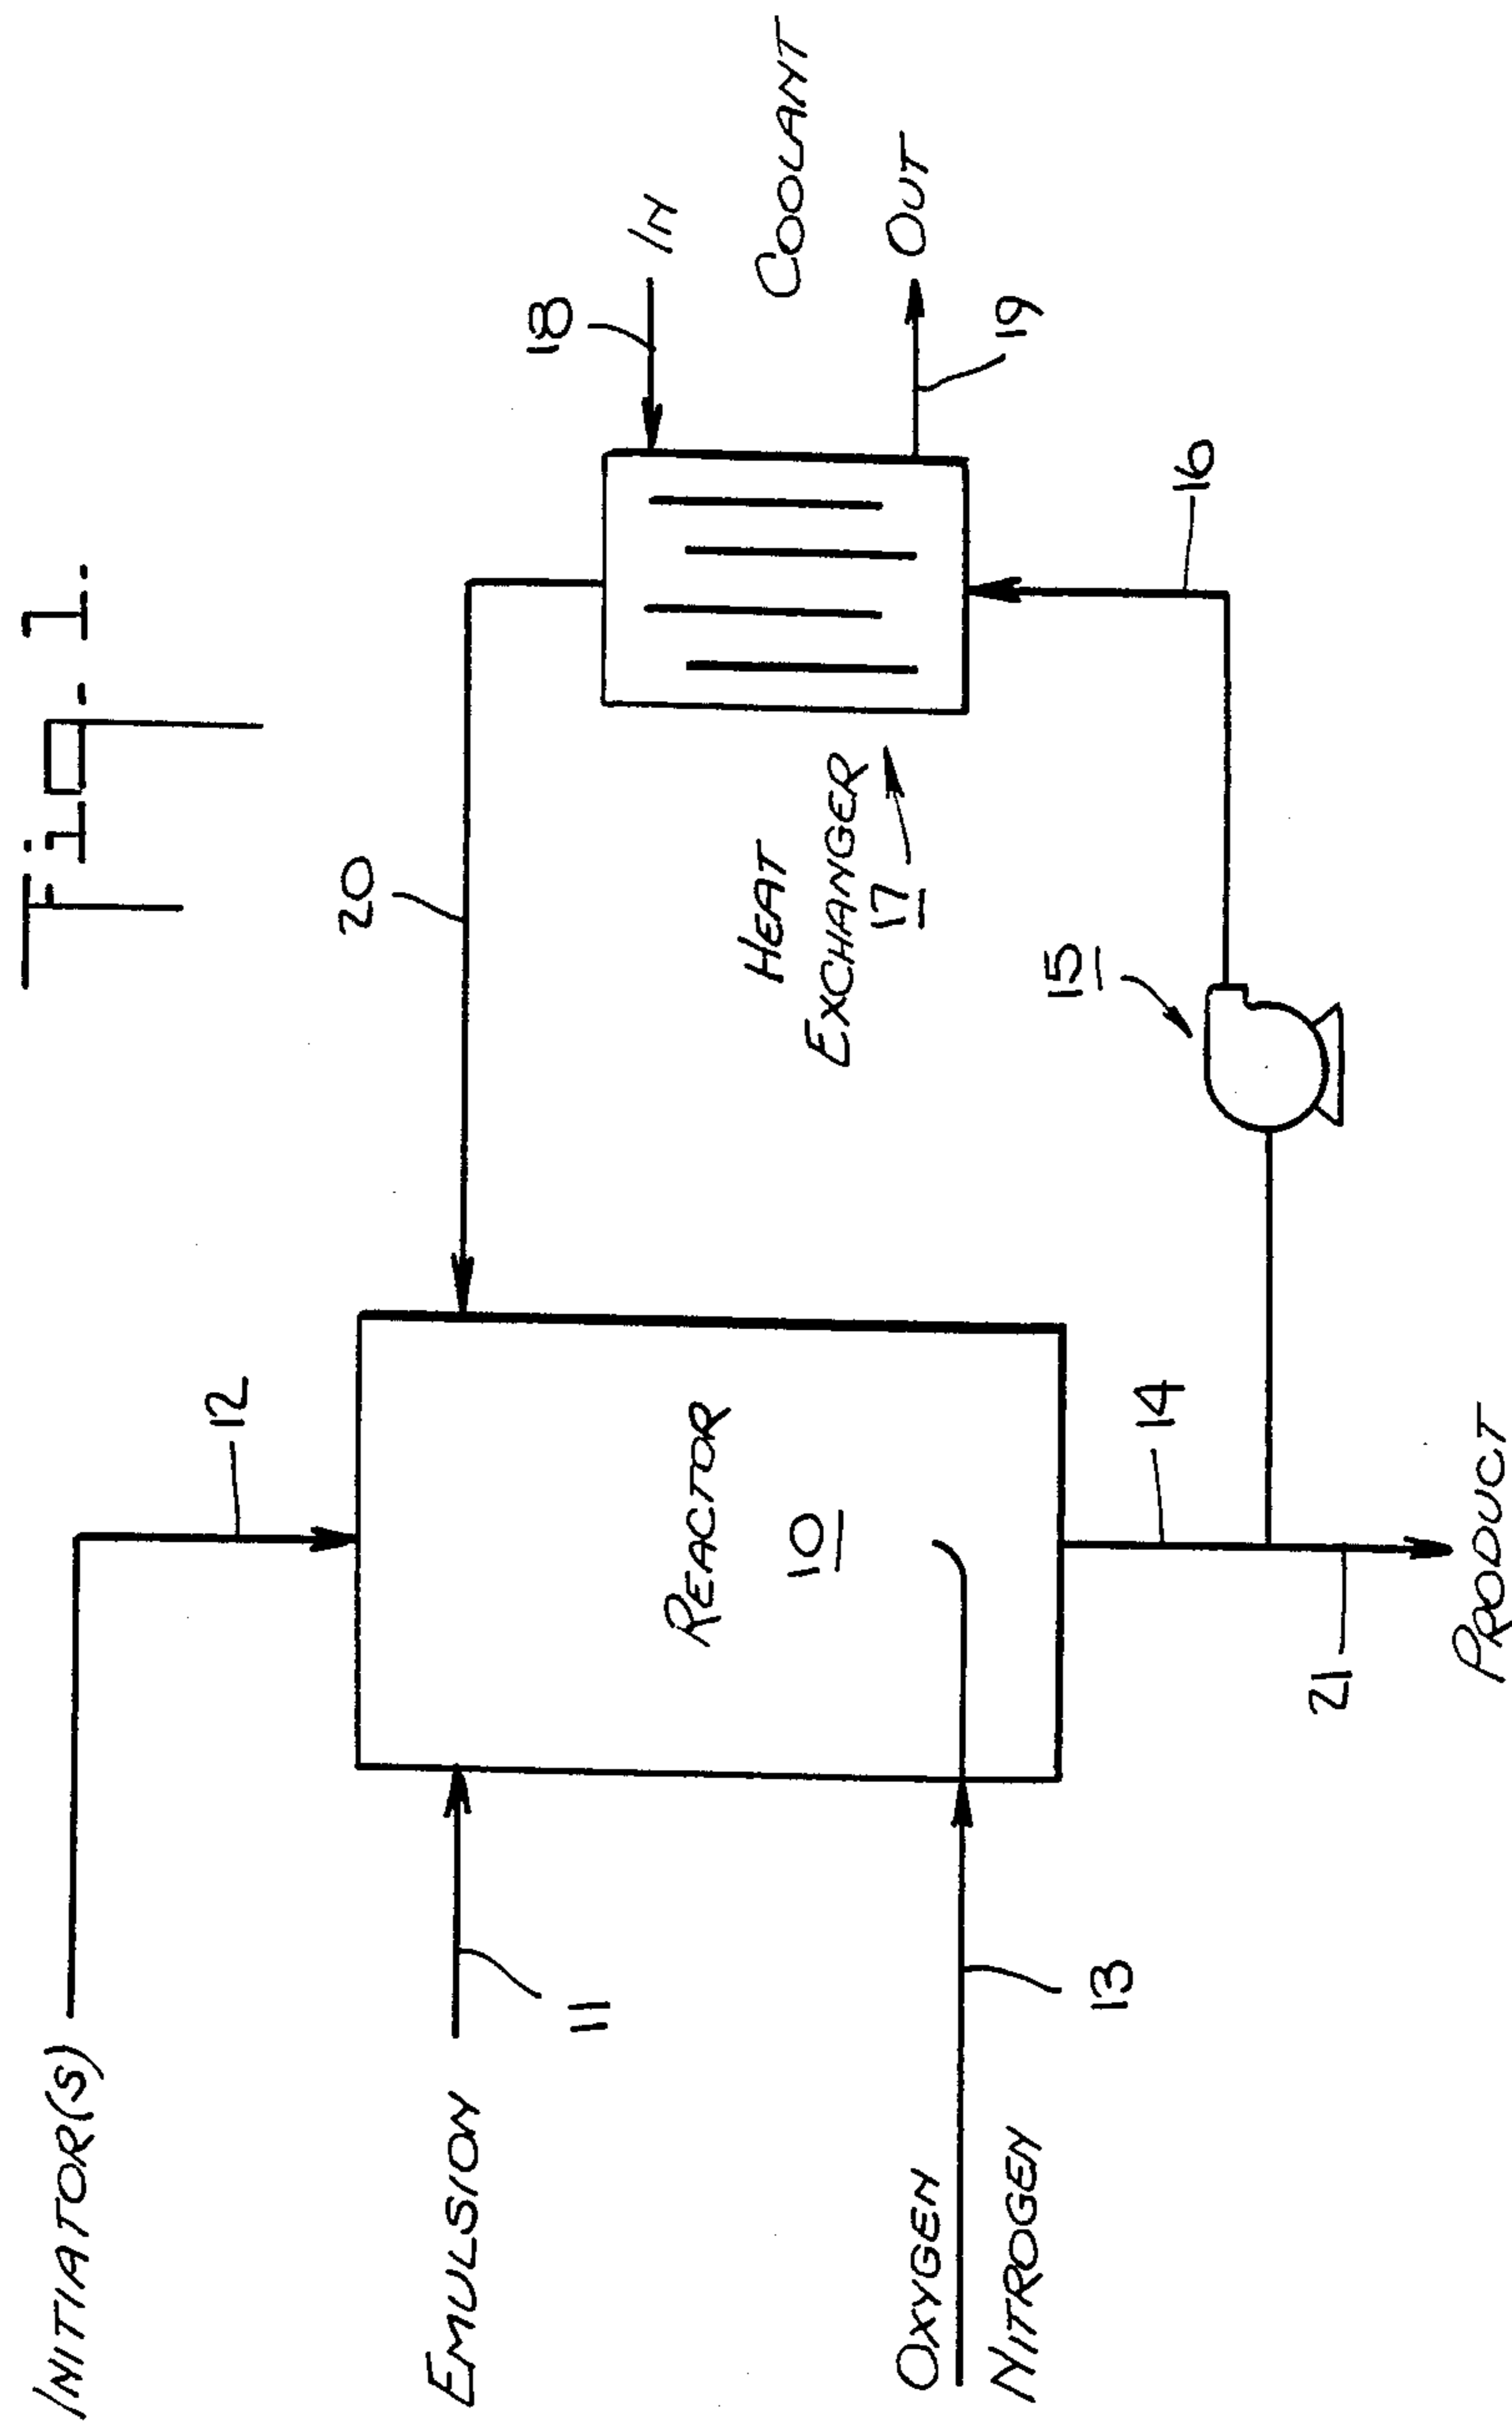 Fig. 1.
INITIATOR(S)
12
20
18
IN
EMULSION
11
REACTOR
10
HEAT
EXCHANGER
17
COOLANT
OUT
19
OXYGEN
NITROGEN
13
14
15
16
21
PRODUCT